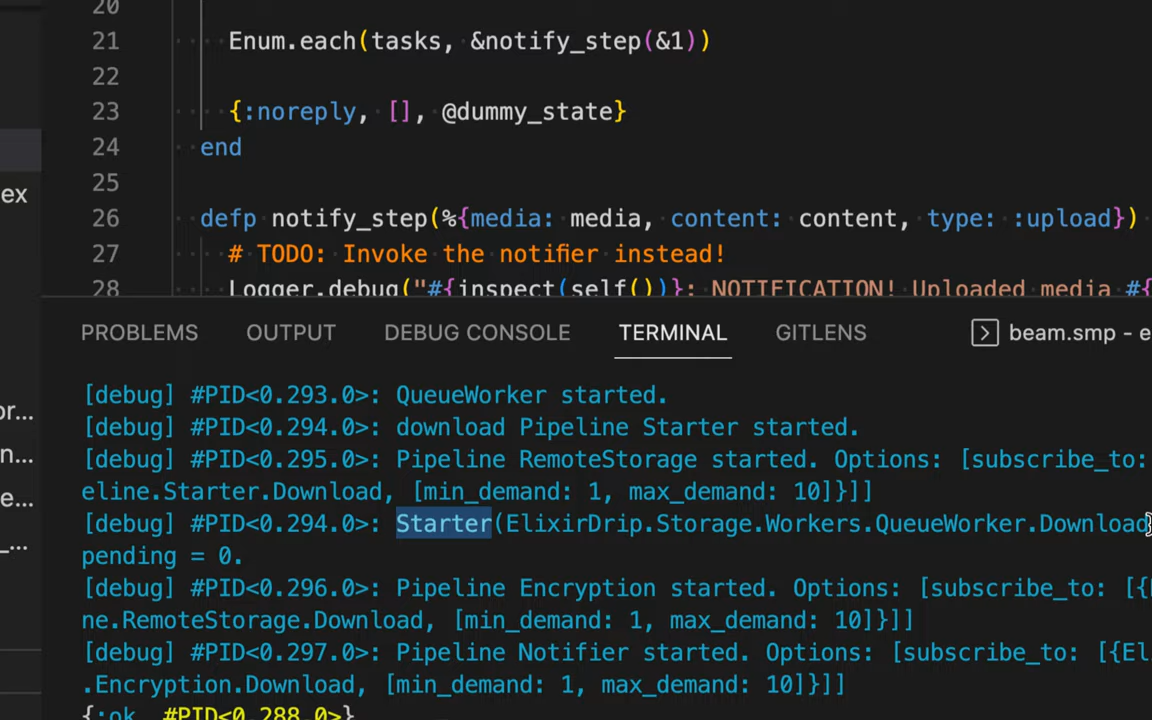 20
21 Enum.each(tasks, &notify_step(&1))
22
23 {:noreply, [], @dummy_state}
24 end
ex
25
26 defp notify_step(%{media: media, content: content, type: :upload})
27 # TODO: Invoke the notifier instead!
28 Logger.debug("#{inspect(self())}: NOTIFICATION! Uploaded media #{
PROBLEMS OUTPUT DEBUG CONSOLE TERMINAL GITLENS beam.smp - e
[debug] #PID<0.293.0>: QueueWorker started.
or...
[debug] #PID<0.294.0>: download Pipeline Starter started.
n...
[debug] #PID<0.295.0>: Pipeline RemoteStorage started. Options: [subscribe_to:
e...
eline.Starter.Download, [min_demand: 1, max_demand: 10]}]]
[debug] #PID<0.294.0>: Starter(ElixirDrip.Storage.Workers.QueueWorker.Download
_...
pending = 0.
[debug] #PID<0.296.0>: Pipeline Encryption started. Options: [subscribe_to: [{
ne.RemoteStorage.Download, [min_demand: 1, max_demand: 10]}]]
[debug] #PID<0.297.0>: Pipeline Notifier started. Options: [subscribe_to: [{El
.Encryption.Download, [min_demand: 1, max_demand: 10]}]]
{:ok, #PID<0.288.0>}